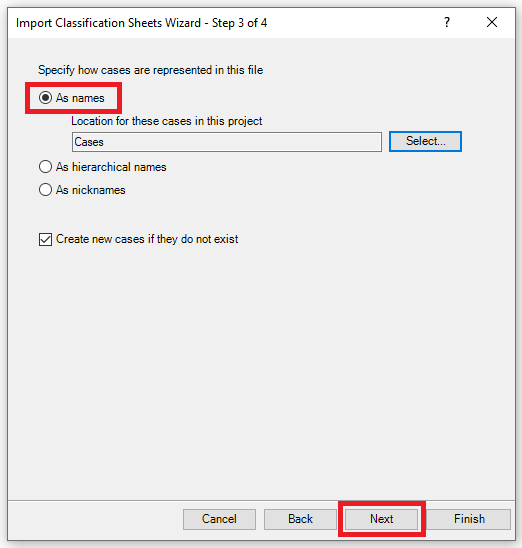 Import Classification Sheets Wizard - Step 3 of 4
?
Specify how cases are represented in this file
As names
Location for these cases in this project
Cases
Select...
As hierarchical names
As nicknames
Create new cases if they do not exist
Cancel
Back
Next
Finish